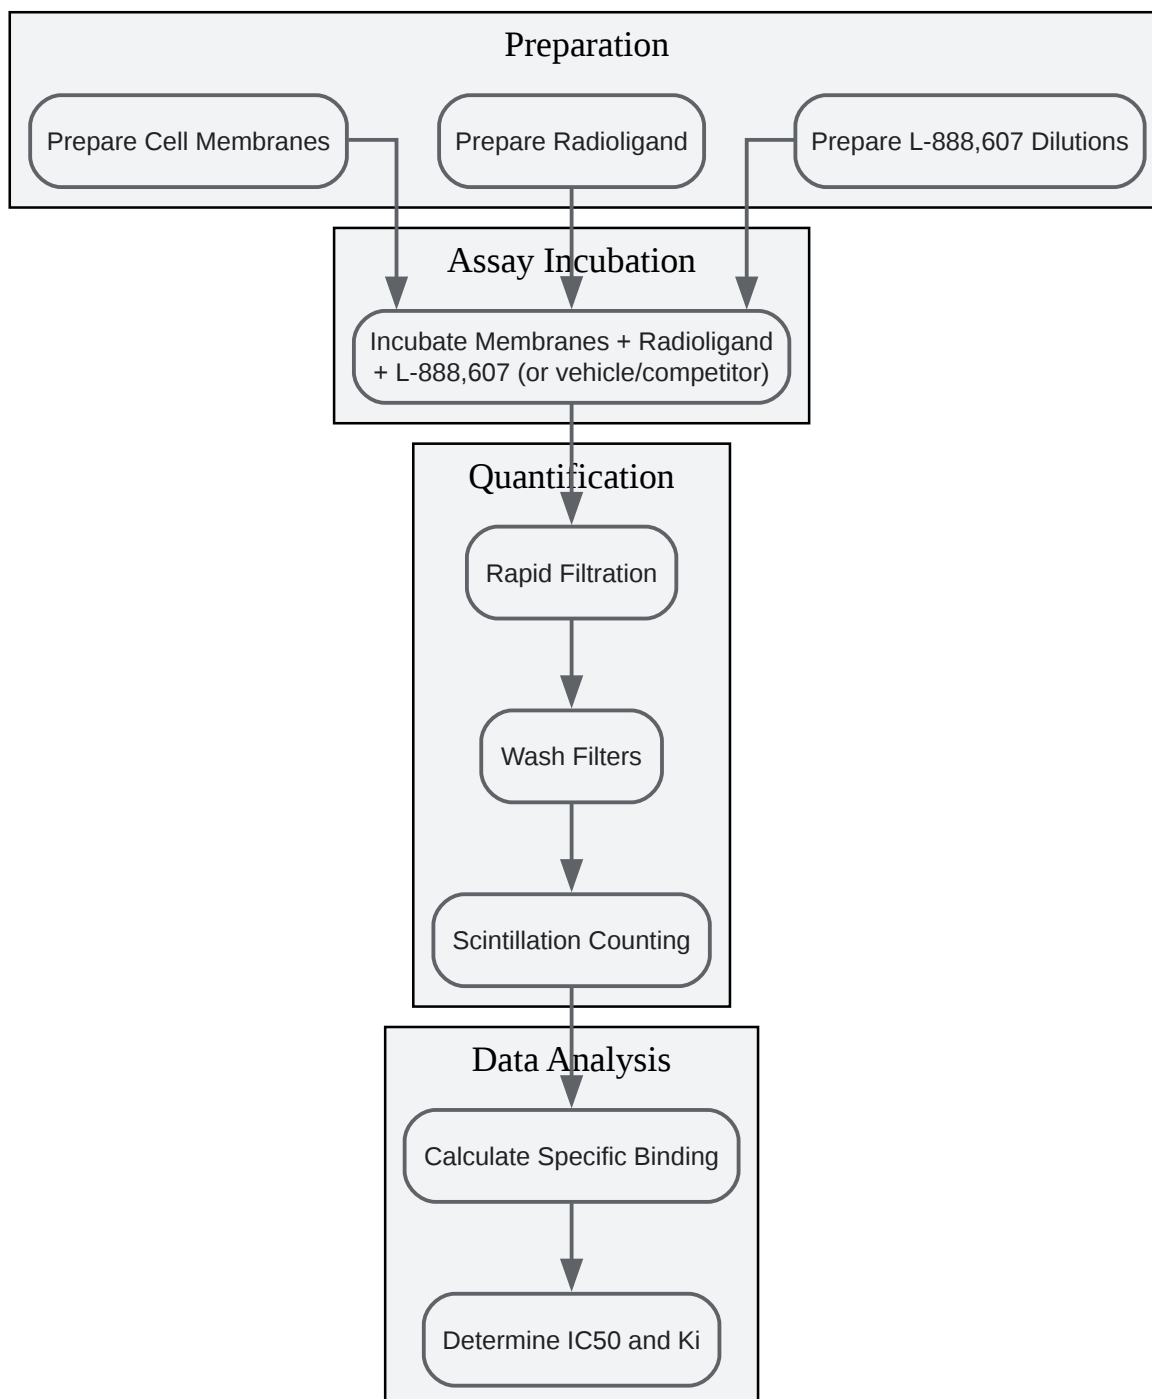 Preparation
Prepare Cell Membranes
Prepare Radioligand
Prepare L-888,607 Dilutions
Assay Incubation
Incubate Membranes + Radioligand
+ L-888,607 (or vehicle/competitor)
Quantification
Rapid Filtration
Wash Filters
Scintillation Counting
Data Analysis
Calculate Specific Binding
Determine IC50 and Ki